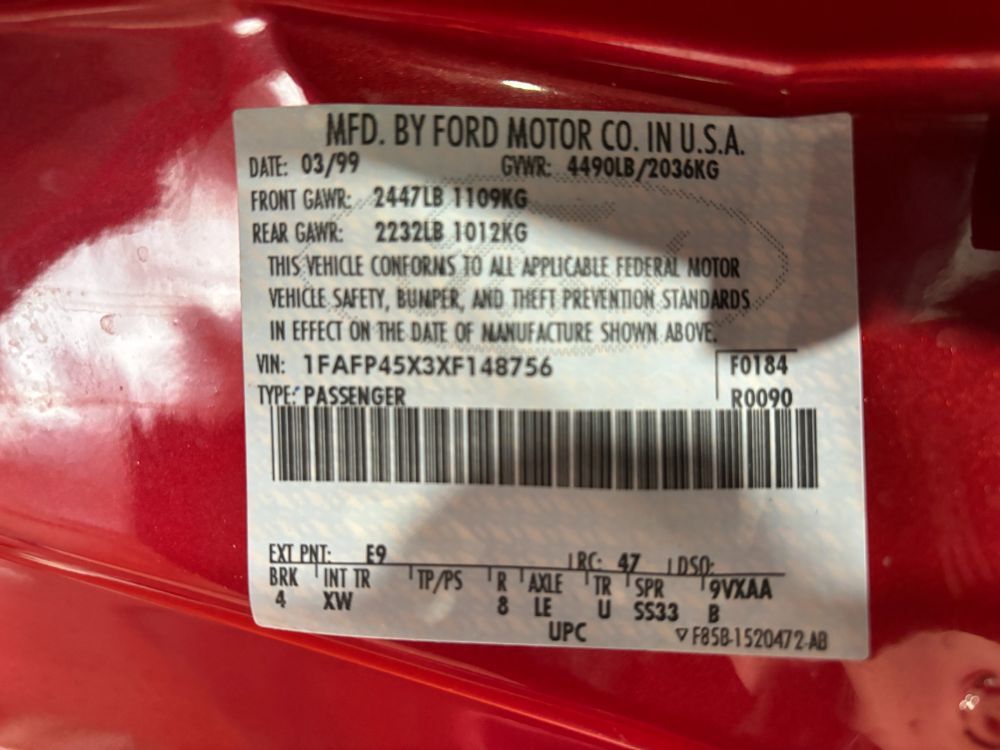 MFD. BY FORD MOTOR CO. IN U.S.A.
DATE: 03/99 GVWR: 4490LB/2036KG
FRONT GAWR: 2447LB 1109KG
REAR GAWR: 2232LB 1012KG
THIS VEHICLE CONFORMS TO ALL APPLICABLE FEDERAL MOTOR
VEHICLE SAFETY, BUMPER, AND THEFT PREVENTION STANDARDS
IN EFFECT ON THE DATE OF MANUFACTURE SHOWN ABOVE.
VIN: 1FAFP45X3XF148756 F0184
TYPE: PASSENGER R0090
EXT PNT: E9 RC: 47 DSO:
BRK INT TR TP/PS R AXLE TR SPR 9VXAA
4 XW 8 LE U SS33 B
UPC ▽F85B-1520472-AB